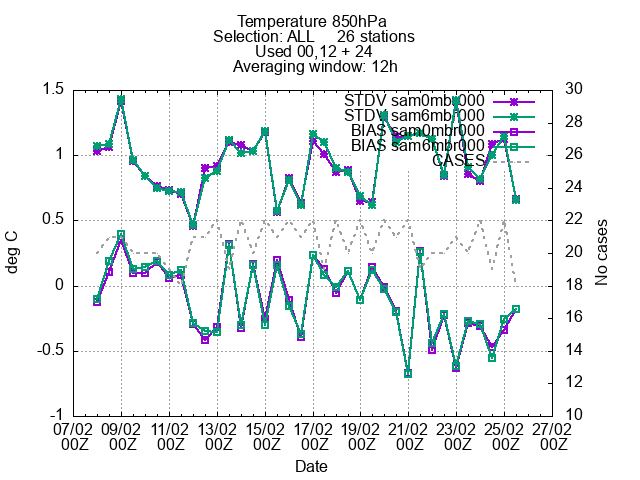 Temperature 850hPa
Selection: ALL 26 stations
Used 00,12 + 24
Averaging window: 12h
STDV sam0mbr000
STDV sam6mbr000
BIAS sam0mbr000
BIAS sam6mbr000
CASES
deg C
1.5
1
0.5
0
-0.5
-1
No cases
30
28
26
24
22
20
18
16
14
12
10
07/02 09/02 11/02 13/02 15/02 17/02 19/02 21/02 23/02 25/02 27/02
00Z 00Z 00Z 00Z 00Z 00Z 00Z 00Z 00Z 00Z 00Z
Date